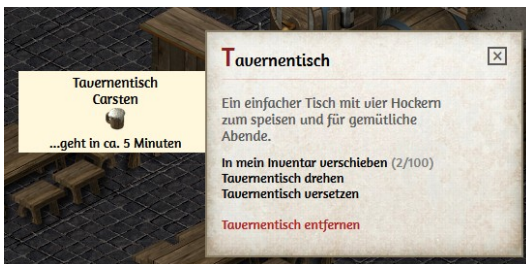 Tavernentisch
Carsten
...geht in ca. 5 Minuten
Tavernentisch
Ein einfacher Tisch mit vier Hockern
zum speisen und für gemütliche
Abende.
In mein Inventar verschieben (2/100)
Tavernentisch drehen
Tavernentisch versetzen
Tavernentisch entfernen